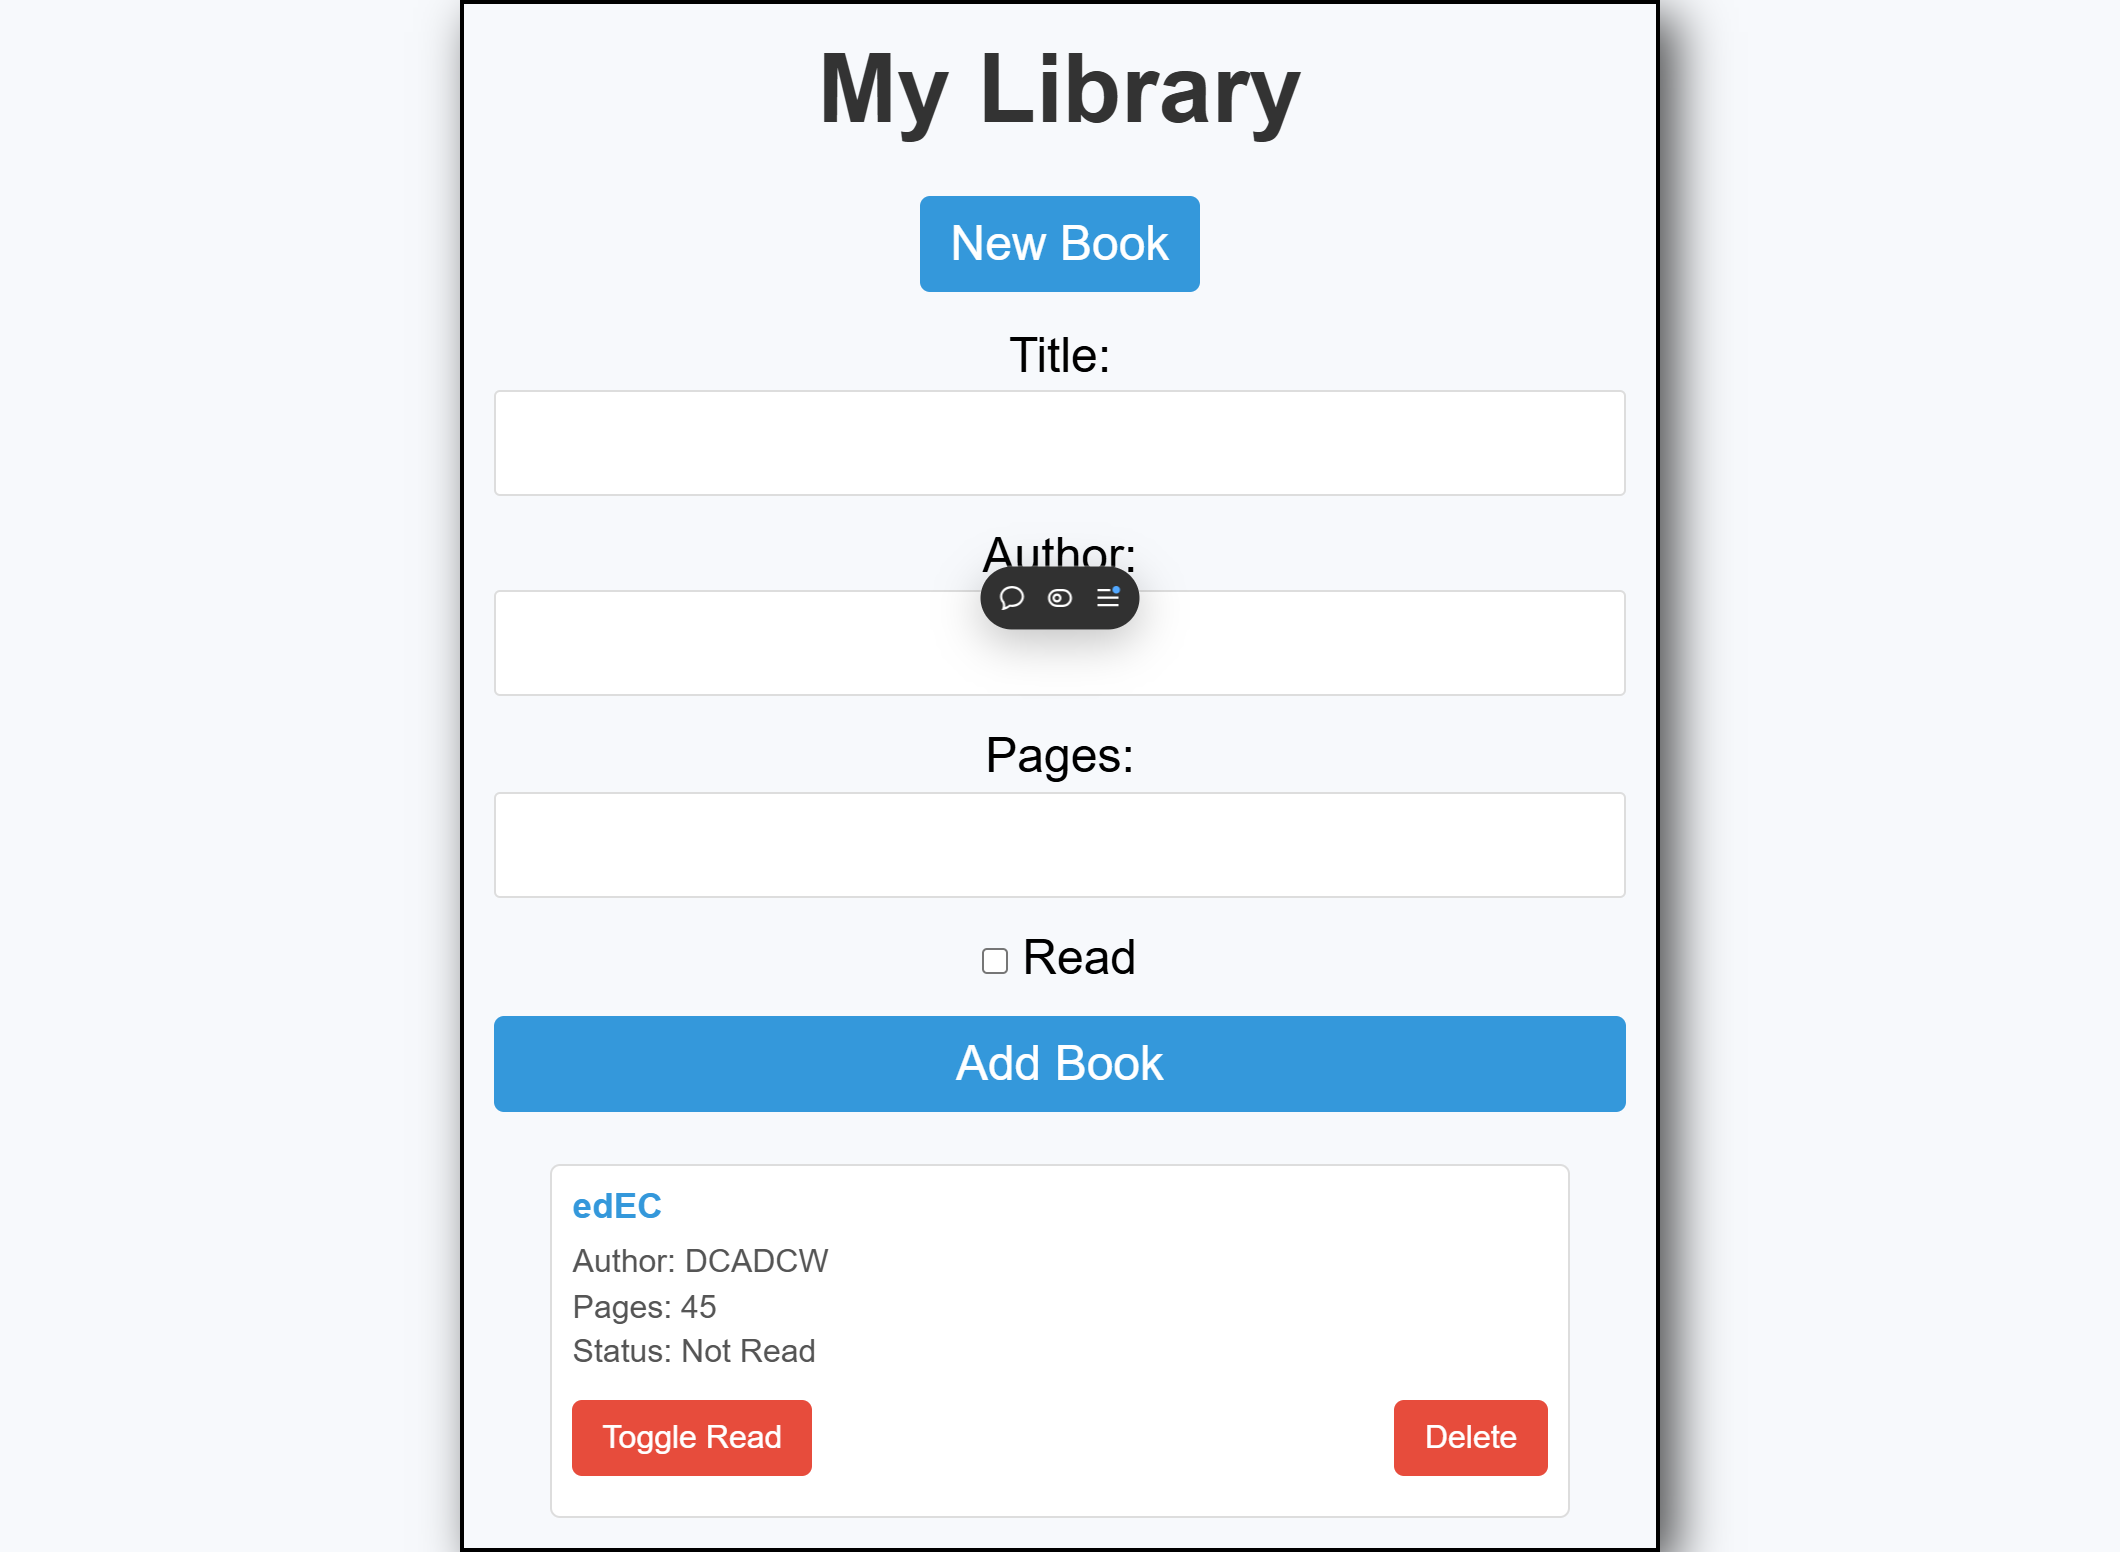 My Library
New Book
Title:
Author:
Pages:
Read
Add Book
edEC
Author: DCADCW
Pages: 45
Status: Not Read
Toggle Read
Delete